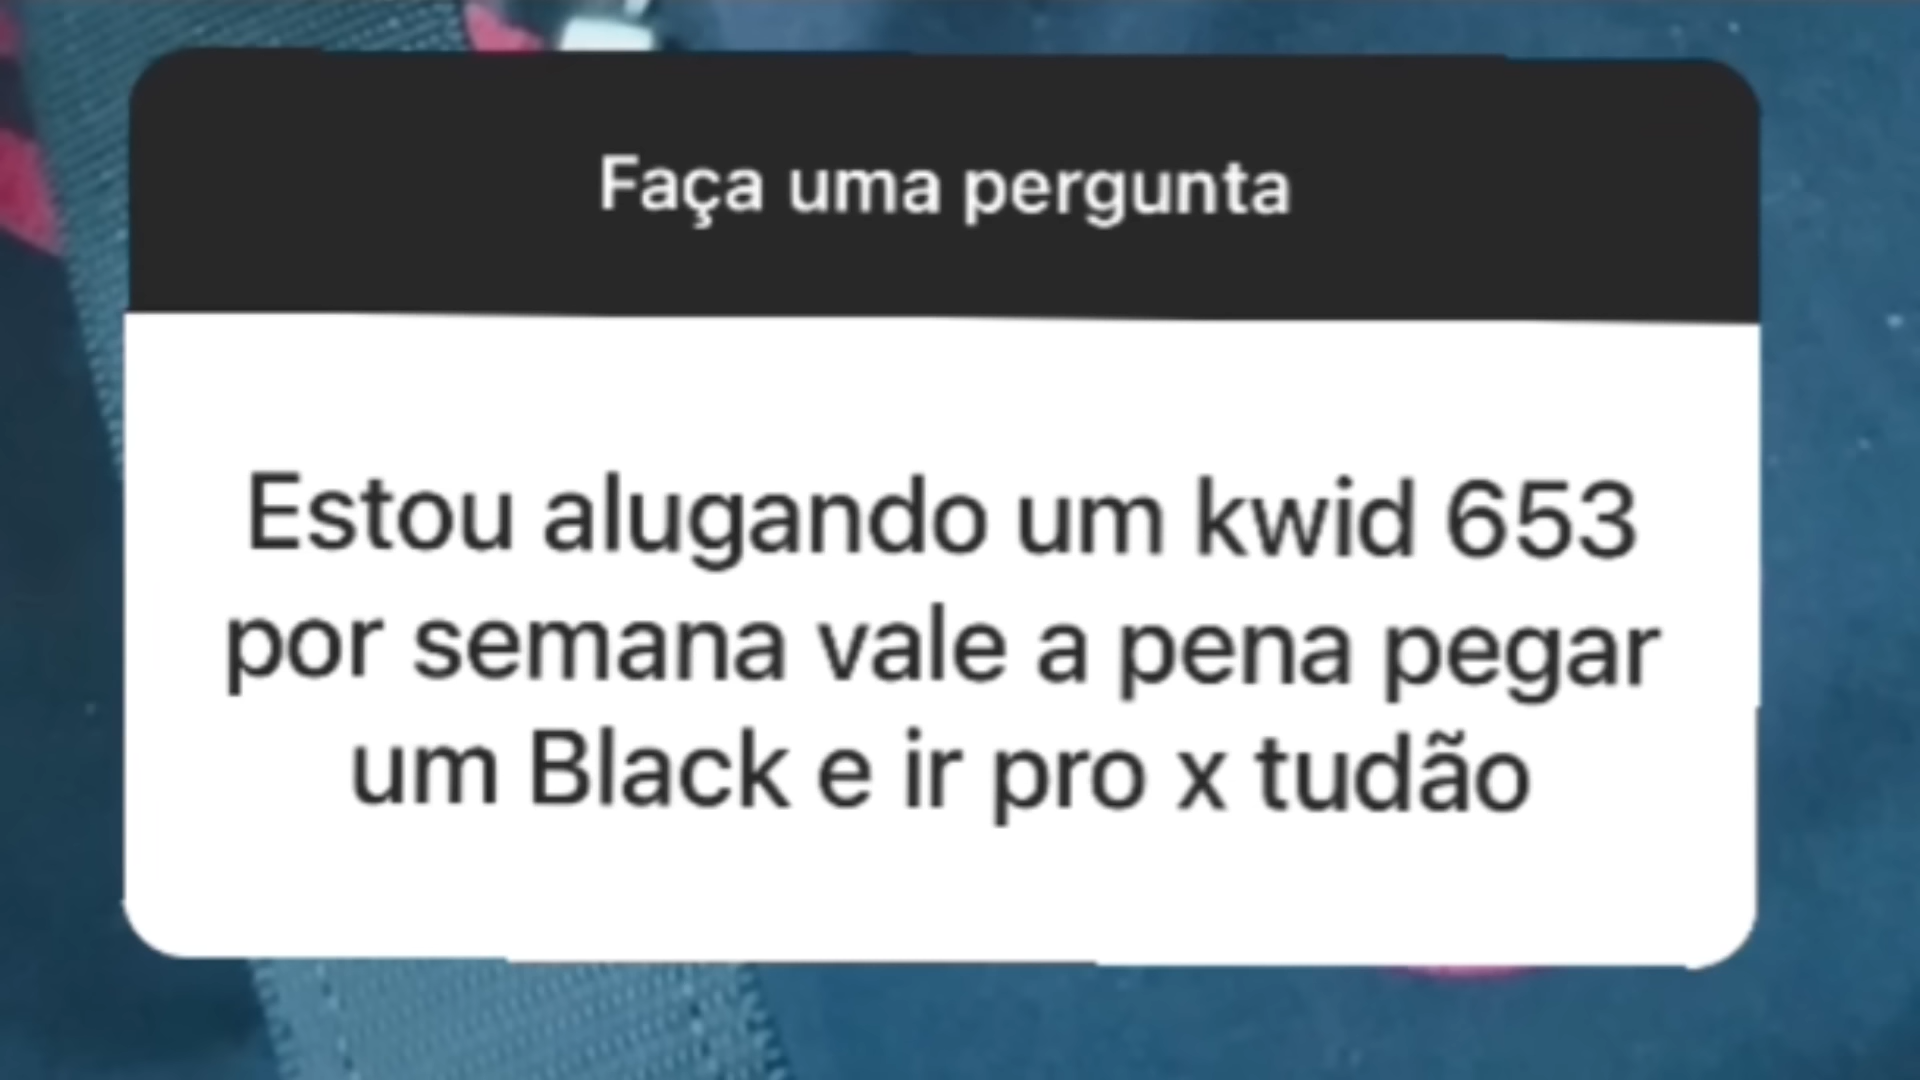 Faça uma pergunta
Estou alugando um kwid 653
por semana vale a pena pegar
um Black e ir pro x tudão